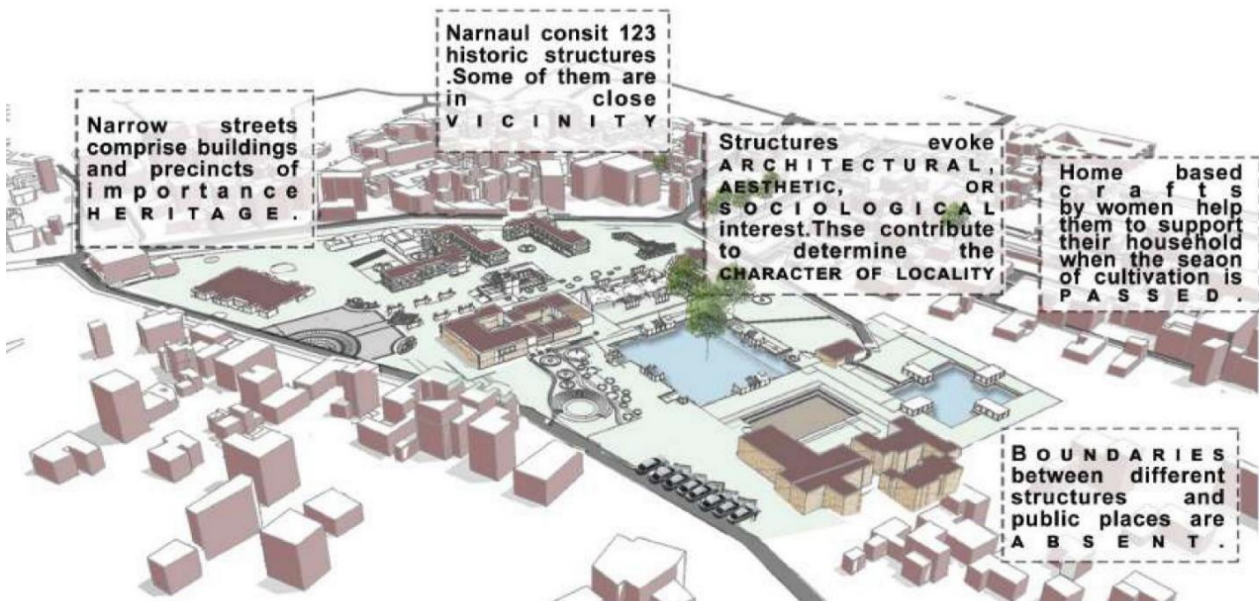 Narnaul consit 123
historic structures
.Some of them are
in close
VICINITY
Narrow streets
comprise buildings
and precincts of
importance
HERITAGE.
Structures evoke
ARCHITECTURAL,
AESTHETIC, OR
SOCIOLOGICAL
interest.Thse contribute
to determine the
CHARACTER OF LOCALITY
Home based
crafts
by women help
them to support
their household
when the seaon
of cultivation is
PASSED.
BOUNDARIES
between different
structures and
public places are
ABSENT.